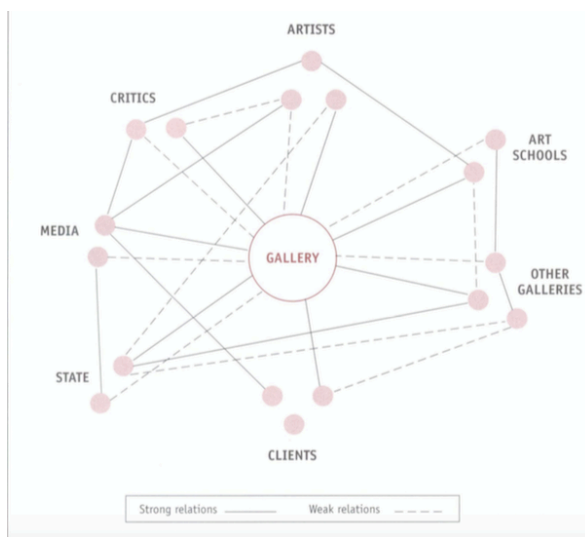 ARTISTS
CRITICS
ART
SCHOOLS
MEDIA
GALLERY
OTHER
GALLERIES
STATE
CLIENTS
Strong relations
Weak relations